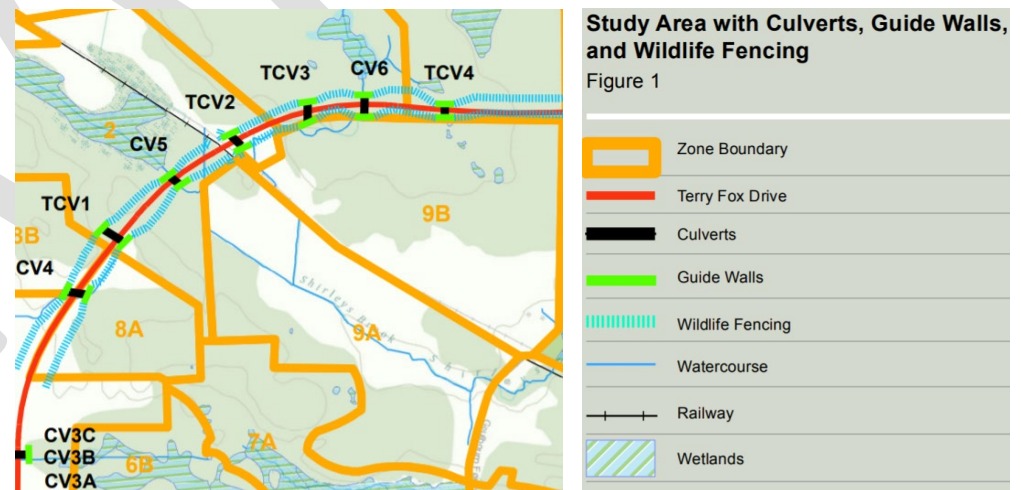 TCV3
CV6
TCV4
TCV2
2
CV5
TCV1
9B
8B
CV4
Shirleys Brook
8A
9A
7A
CV3C
CV3B
6B
CV3A
Study Area with Culverts, Guide Walls,
and Wildlife Fencing
Figure 1
Zone Boundary
Terry Fox Drive
Culverts
Guide Walls
Wildlife Fencing
Watercourse
Railway
Wetlands